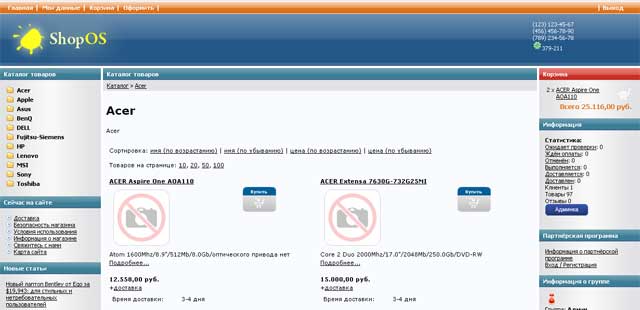 Главная | Мои данные | Корзина | Оформить | | Выход
ShopOS
(123) 123-45-67
(456) 456-78-90
(789) 234-56-78
379-211
Каталог товаров
Acer
Apple
Asus
BenQ
DELL
Fujitsu-Siemens
HP
Lenovo
MSI
Sony
Toshiba
Сейчас на сайте
Доставка
Безопасность магазина
Условия использования
Информация о магазине
Свяжитесь с нами
Карта сайта
Новые статьи
Новый лаптоп Bentley от Ego за
$19,943: для стильных и
нетребовательных
пользователей
Каталог товаров
Каталог » Acer
Acer
Acer
Сортировка: имя (по возрастанию) | имя (по убыванию) | цена (по возрастанию) | цена (по убыванию)
Товаров на странице: 10, 20, 50, 100
ACER Aspire One AOA110
Купить
Atom 1600Mhz/8.9"/512Mb/8.0Gb/оптического привода нет
Подробнее...
12.558,00 руб.
+доставка
Время доставки: 3-4 дня
ACER Extensa 7630G-732G25MI
Купить
Core 2 Duo 2000Mhz/17.0"/2048Mb/250.0Gb/DVD-RW
Подробнее...
15.000,00 руб.
+доставка
Время доставки: 3-4 дня
Корзина
2 x ACER Aspire One
AOA110
Всего 25.116,00 руб.
Информация
Статистика:
Ожидает проверки: 0
Ждём оплаты: 0
Отменён: 0
Выполняется: 0
Доставляется: 0
Доставлен: 0
Клиенты 1
Товары 97
Отзывы 0
Админка
Партнёрская программа
Информация о партнёрской
программе
Вход / Регистрация
Информация о группе
Группа: Админ